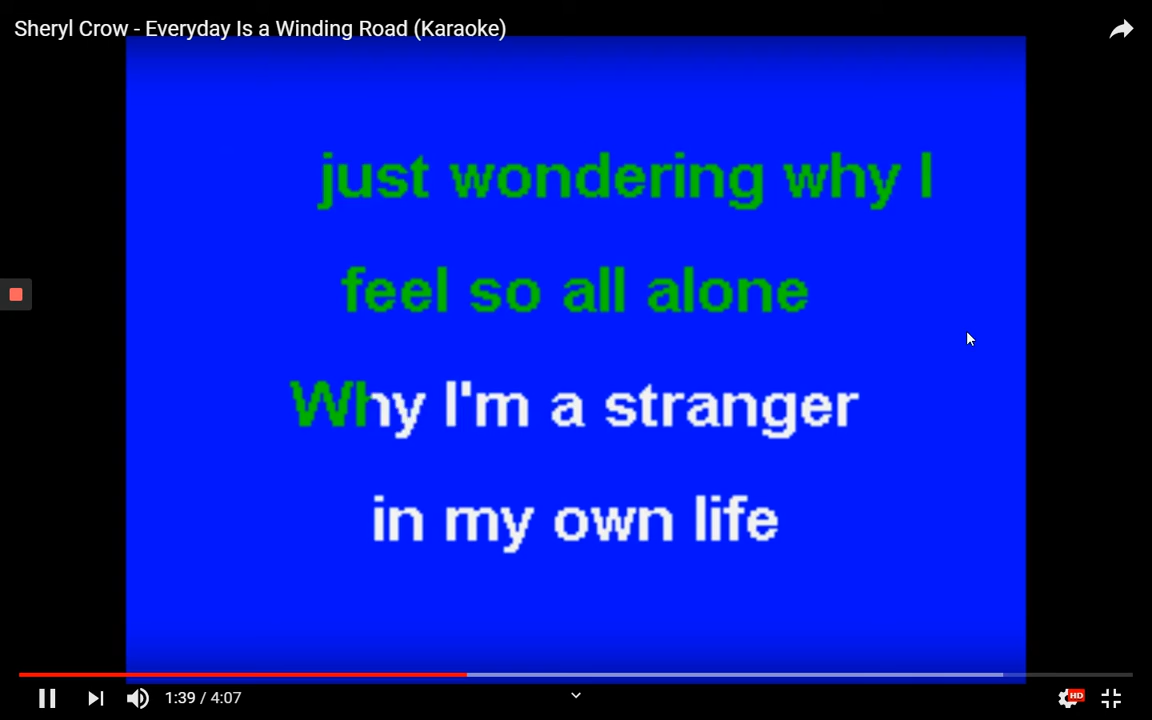 Sheryl Crow - Everyday Is a Winding Road (Karaoke)
just wondering why I
feel so all alone
Why I'm a stranger
in my own life
1:39 / 4:07
HD